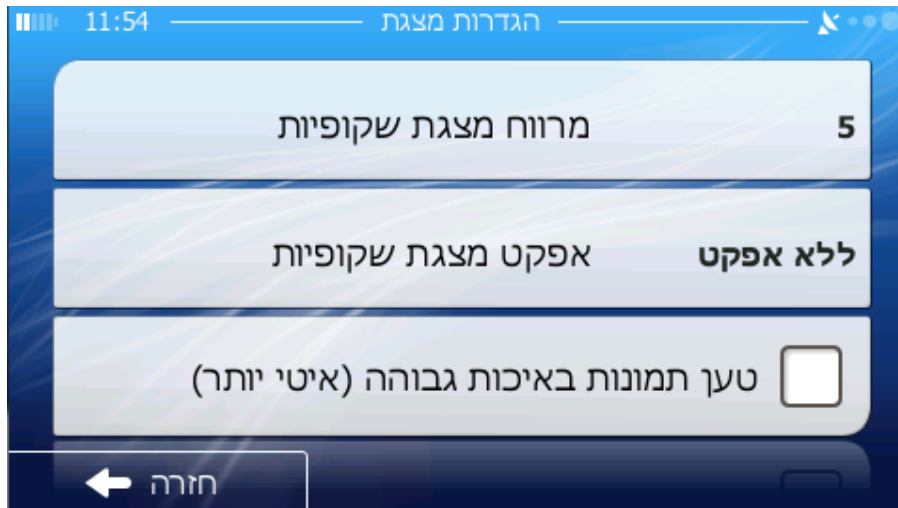 11:54 הגדרות מצגת
מרווח מצגת שקופיות 5
אפקט מצגת שקופיות ללא אפקט
טען תמונות באיכות גבוהה (איטי יותר)
חזרה